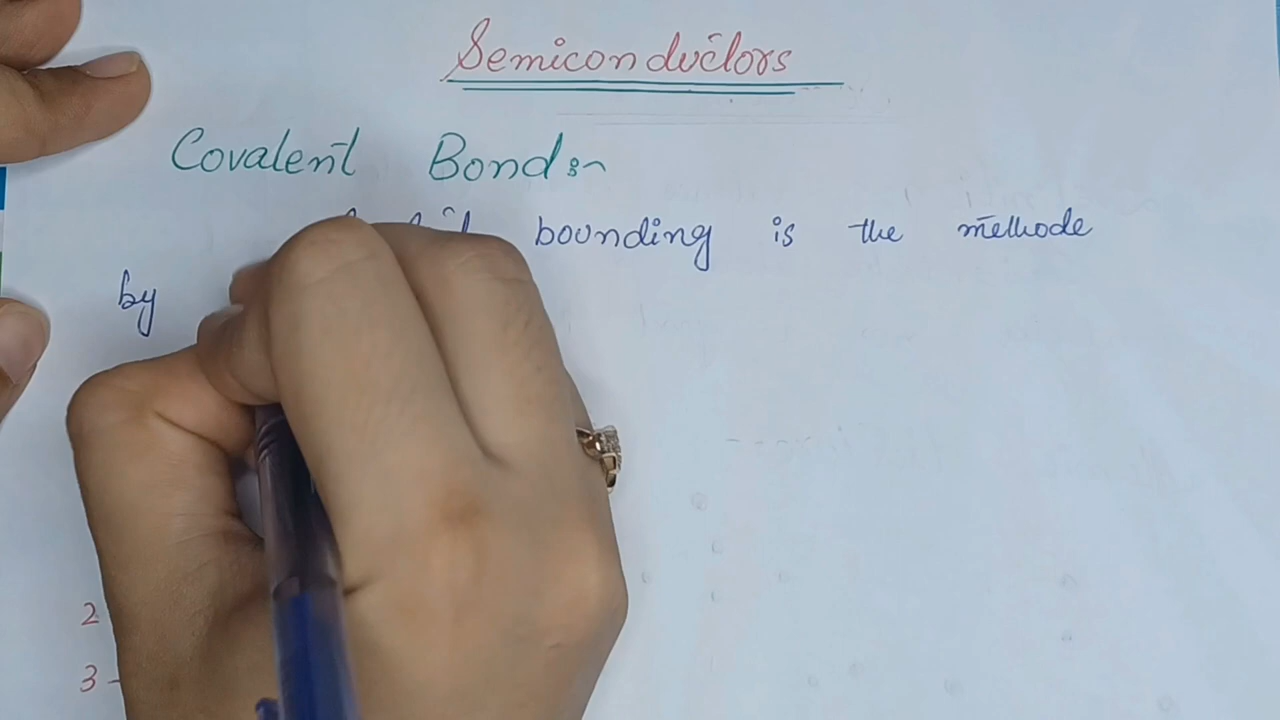 Semiconductors
Covalent Bond:~
bounding is the methode
by
2
3-